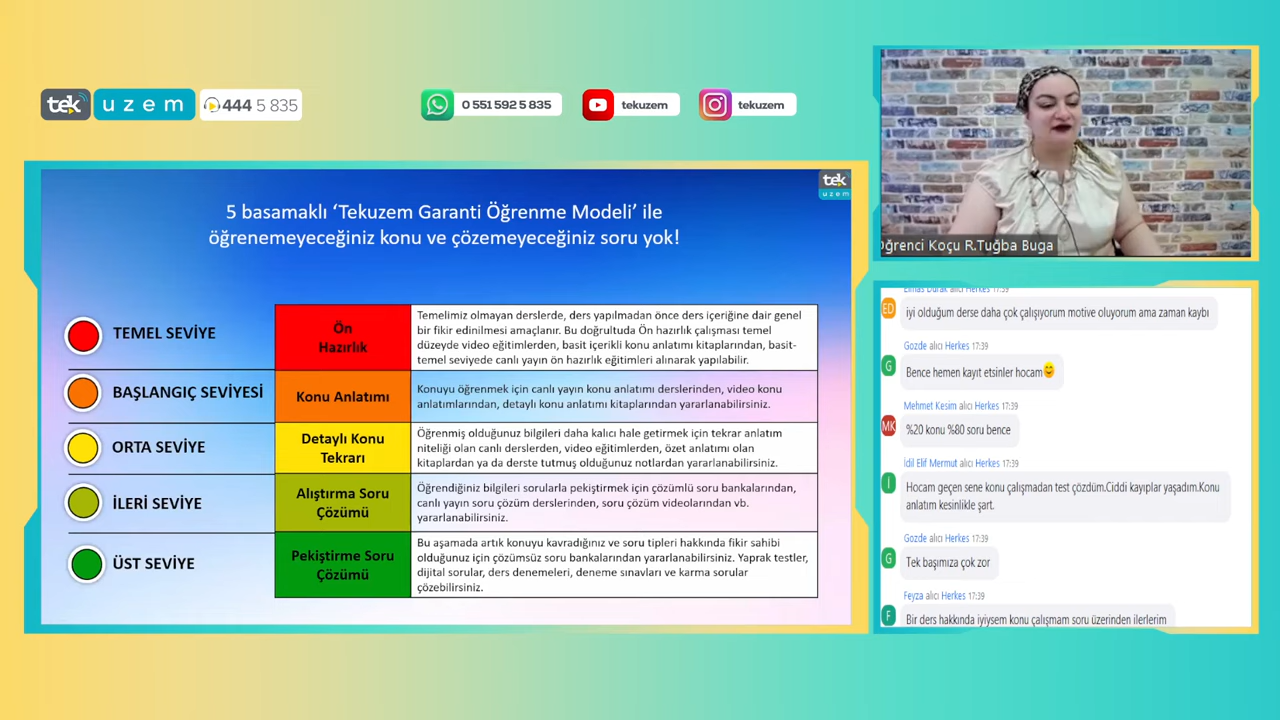 tek uzem 444 5 835
0 551 592 5 835
tekuzem
tekuzem
tek
uzem
5 basamaklı ‘Tekuzem Garanti Öğrenme Modeli’ ile
öğrenemeyeceğiniz konu ve çözemeyeceğiniz soru yok!
TEMEL SEVİYE
Ön
Hazırlık
Temelimiz olmayan derslerde, ders yapılmadan önce ders içeriğine dair genel
bir fikir edinilmesi amaçlanır. Bu doğrultuda Ön hazırlık çalışması temel
düzeyde video eğitimlerden, basit içerikli konu anlatımı kitaplarından, basit-
temel seviyede canlı yayın ön hazırlık eğitimleri alınarak yapılabilir.
BAŞLANGIÇ SEVİYESİ
Konu Anlatımı
Konuyu öğrenmek için canlı yayın konu anlatımı derslerinden, video konu
anlatımlarından, detaylı konu anlatımı kitaplarından yararlanabilirsiniz.
ORTA SEVİYE
Detaylı Konu
Tekrarı
Öğrenmiş olduğunuz bilgileri daha kalıcı hale getirmek için tekrar anlatım
niteliği olan canlı derslerden, video eğitimlerden, özet anlatımı olan
kitaplardan ya da derste tutmuş olduğunuz notlardan yararlanabilirsiniz.
İLERİ SEVİYE
Alıştırma Soru
Çözümü
Öğrendiğiniz bilgileri sorularla pekiştirmek için çözümlü soru bankalarından,
canlı yayın soru çözüm derslerinden, soru çözüm videolarından vb.
yararlanabilirsiniz.
ÜST SEVİYE
Pekiştirme Soru
Çözümü
Bu aşamada artık konuyu kavradığınız ve soru tipleri hakkında fikir sahibi
olduğunuz için çözümsüz soru bankalarından yararlanabilirsiniz. Yaprak testler,
dijital sorular, ders denemeleri, deneme sınavları ve karma sorular
çözebilirsiniz.
Öğrenci Koçu R.Tuğba Buga
Elmas Durak alıcı Herkes 17:39
ED
iyi olduğum derse daha çok çalışıyorum motive oluyorum ama zaman kaybı
Gozde alıcı Herkes 17:39
G
Bence hemen kayıt etsinler hocam
Mehmet Kesim alıcı Herkes 17:39
MK
%20 konu %80 soru bence
İdil Elif Mermut alıcı Herkes 17:39
İ
Hocam geçen sene konu çalışmadan test çözdüm.Ciddi kayıplar yaşadım.Konu
anlatım kesinlikle şart.
Gozde alıcı Herkes 17:39
G
Tek başımıza çok zor
Feyza alıcı Herkes 17:39
F
Bir ders hakkında iyiysem konu çalışmam soru üzerinden ilerlerim